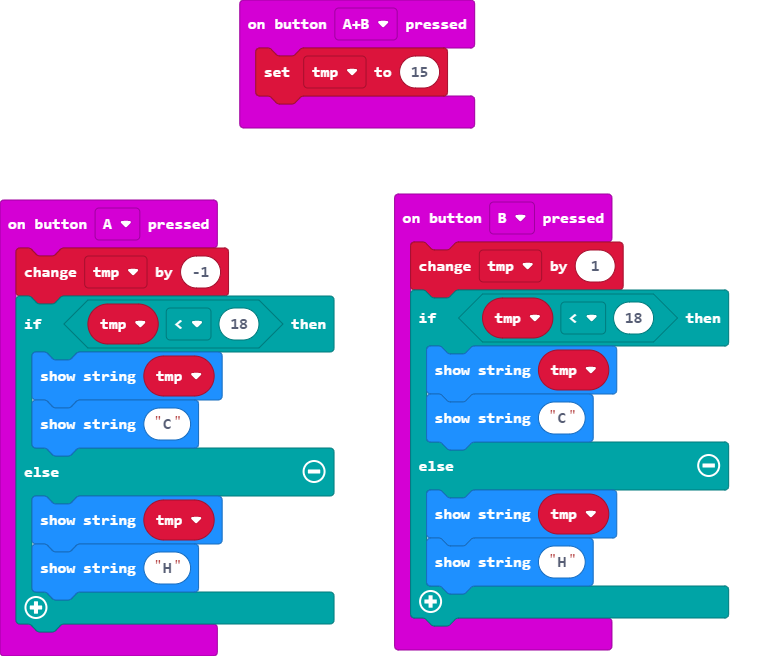 on button A+B pressed
set tmp to 15
on button A pressed
change tmp by -1
if tmp < 18 then
show string tmp
show string "C"
else
show string tmp
show string "H"
on button B pressed
change tmp by 1
if tmp < 18 then
show string tmp
show string "C"
else
show string tmp
show string "H"